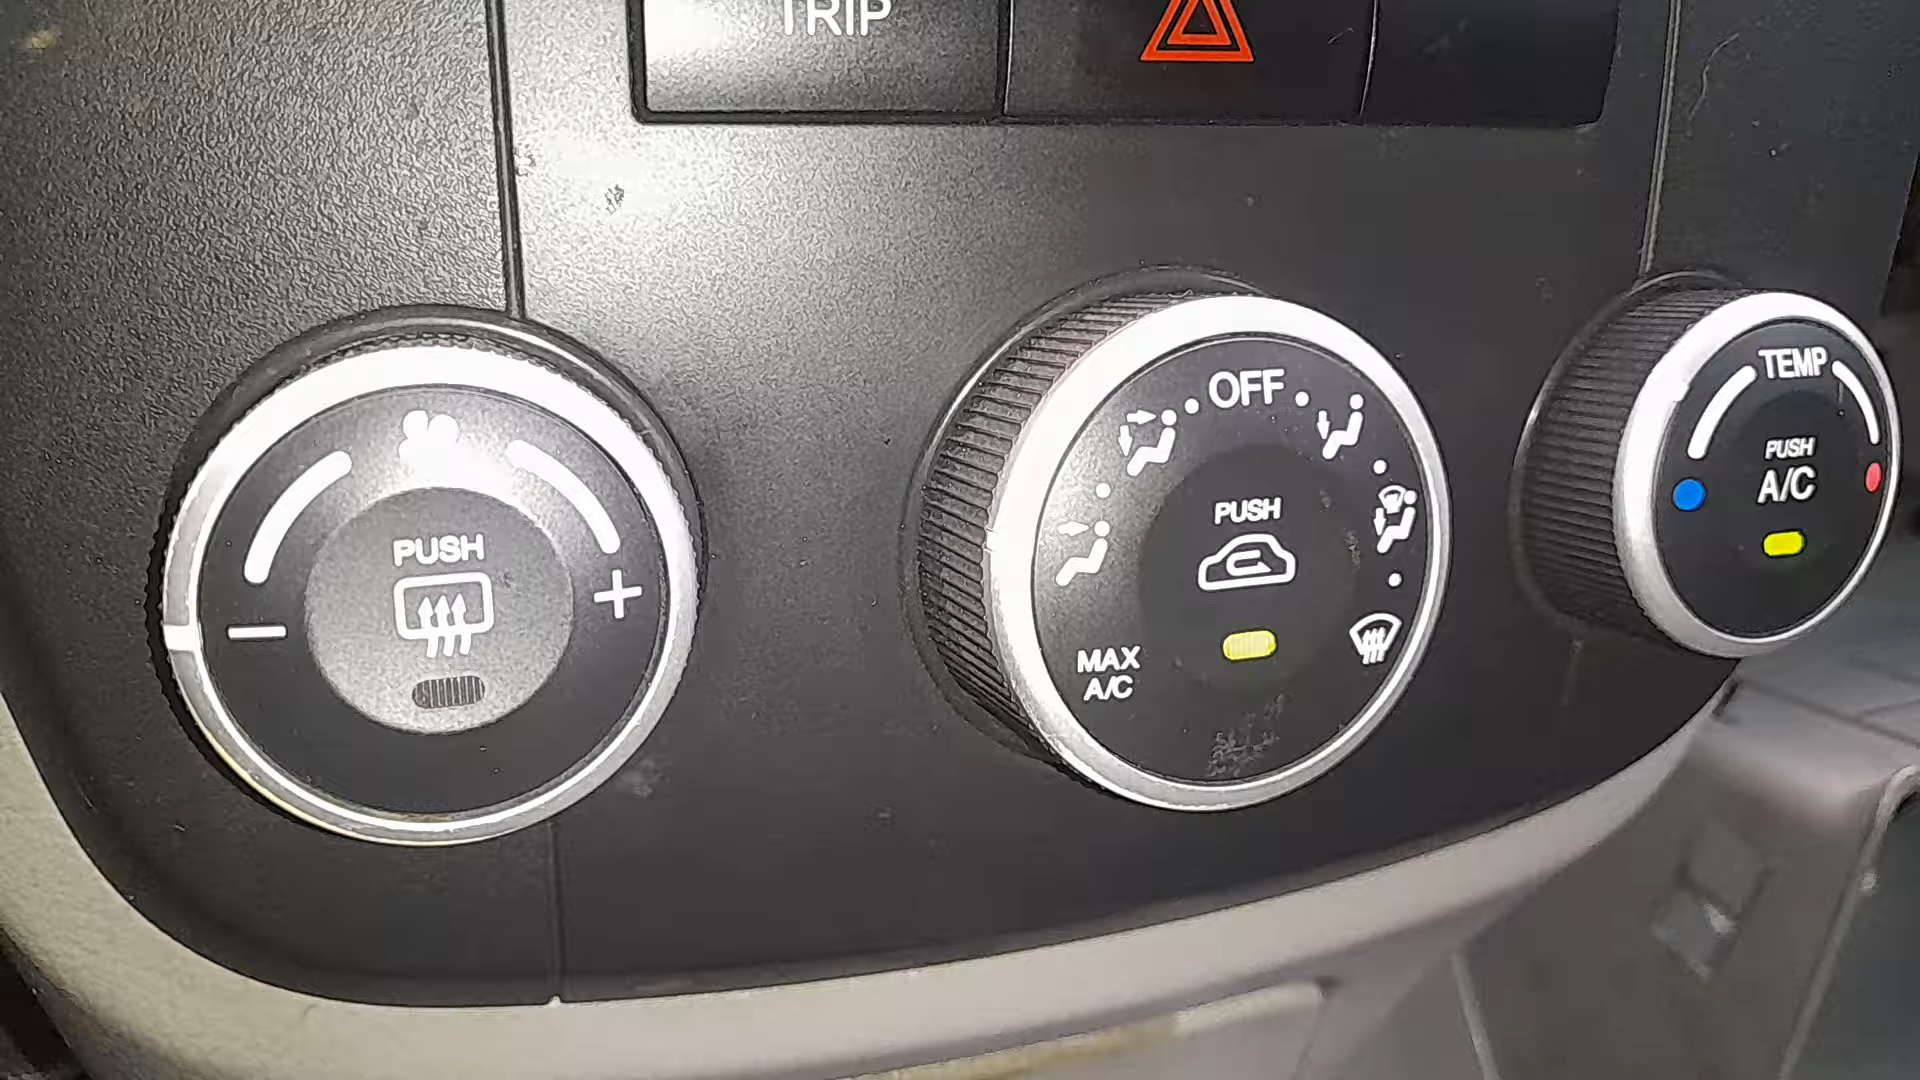 TRIP
PUSH
− +
OFF
PUSH
MAX
A/C
TEMP
PUSH
A/C